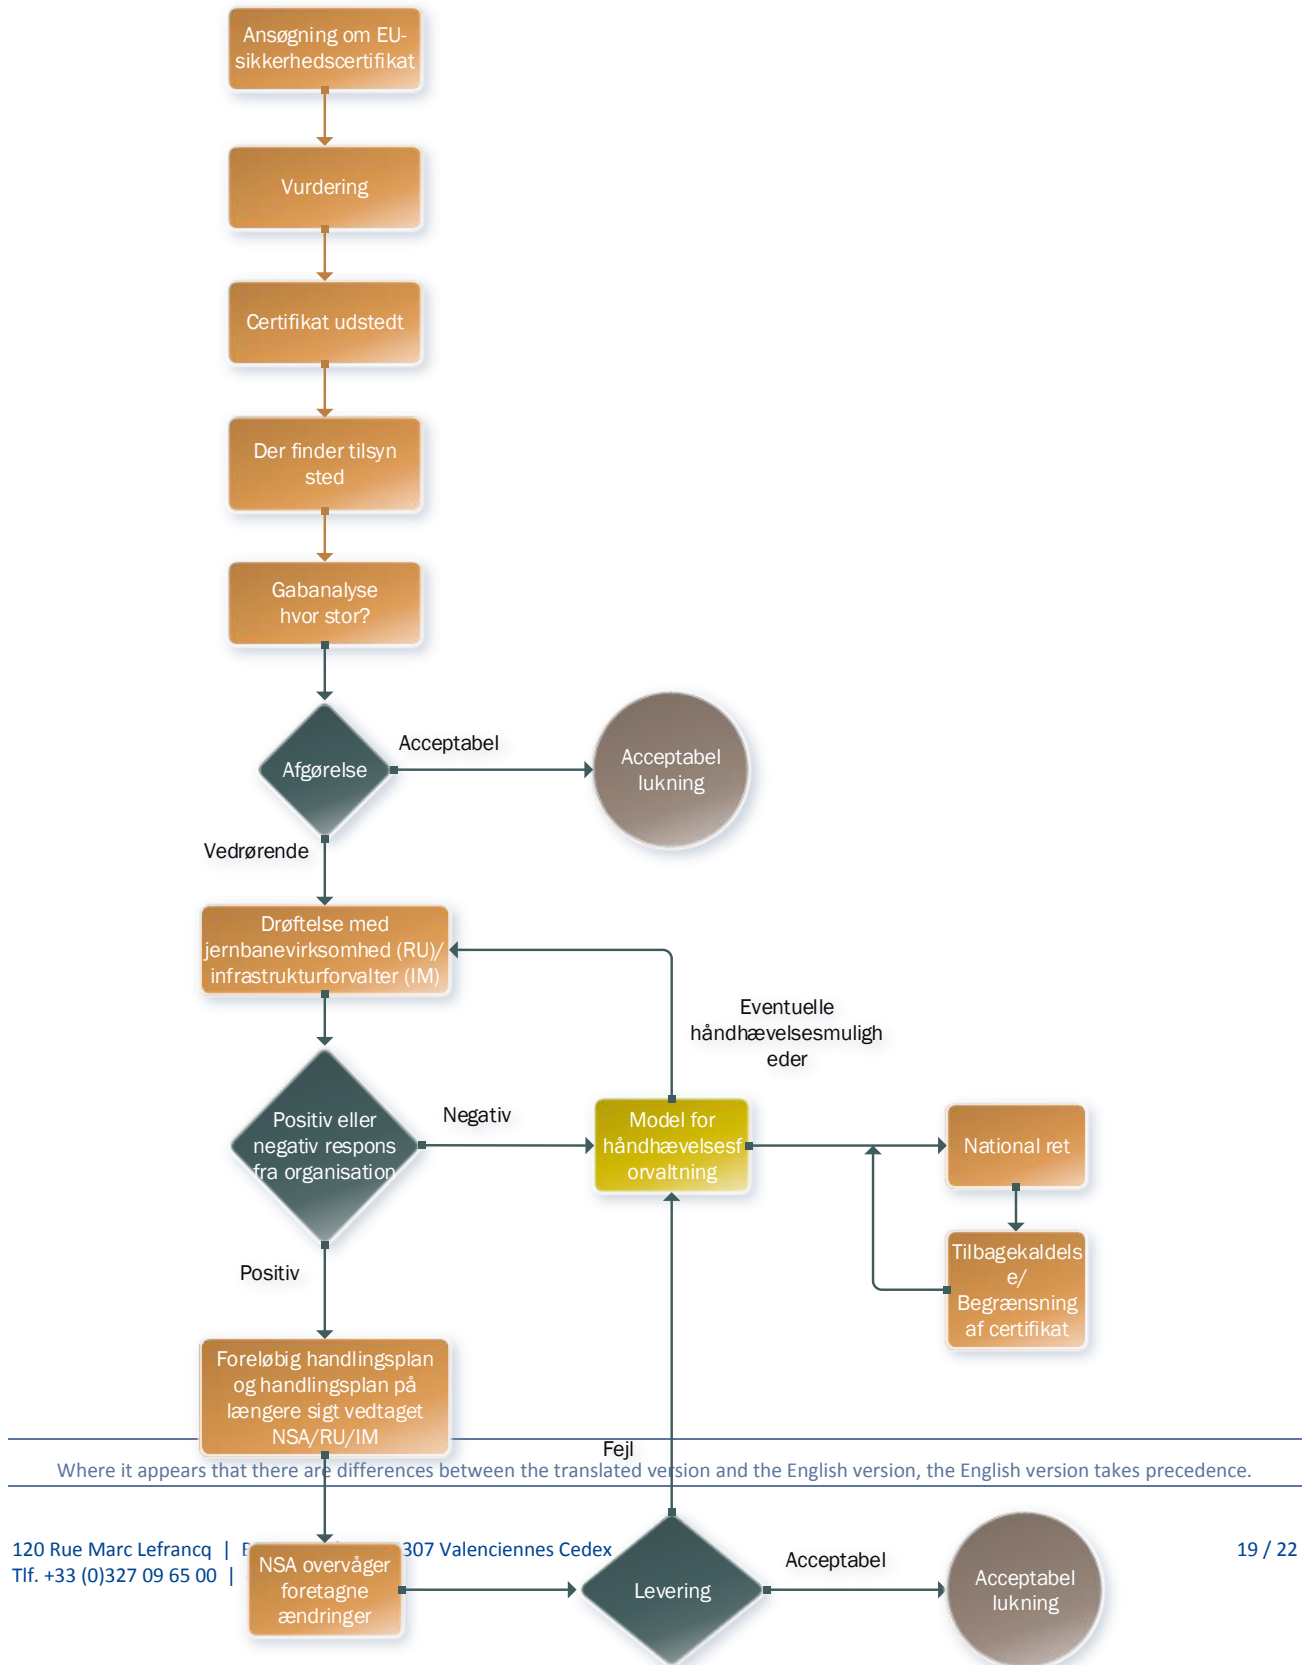 Ansøgning om EU-
sikkerhedscertifikat
Vurdering
Certifikat udstedt
Der finder tilsyn
sted
Gabanalyse
hvor stor?
Afgørelse
Acceptabel
Acceptabel
lukning
Vedrørende
Drøftelse med
jernbanevirksomhed (RU)/
infrastrukturforvalter (IM)
Eventuelle
håndhævelsesmuligh
eder
Positiv eller
negativ respons
fra organisation
Negativ
Model for
håndhævelsesf
orvaltning
National ret
Tilbagekaldels
e/
Begrænsning
af certifikat
Positiv
Foreløbig handlingsplan
og handlingsplan på
længere sigt vedtaget
NSA/RU/IM
Fejl
Where it appears that there are differences between the translated version and the English version, the English version takes precedence.
120 Rue Marc Lefrancq | 307 Valenciennes Cedex
19 / 22
Tlf. +33 (0)327 09 65 00 |
NSA overvåger
foretagne
ændringer
Levering
Acceptabel
Acceptabel
lukning